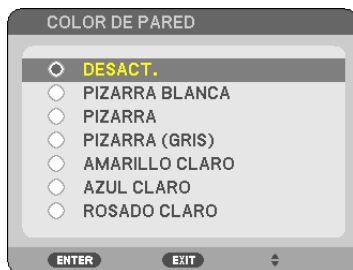 COLOR DE PARED
DESACT.
PIZARRA BLANCA
PIZARRA
PIZARRA (GRIS)
AMARILLO CLARO
AZUL CLARO
ROSADO CLARO
ENTER EXIT